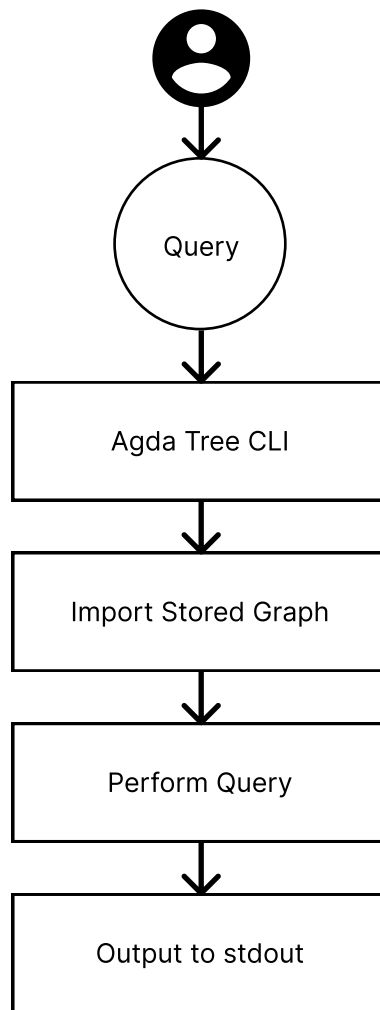 Query
Agda Tree CLI
Import Stored Graph
Perform Query
Output to stdout